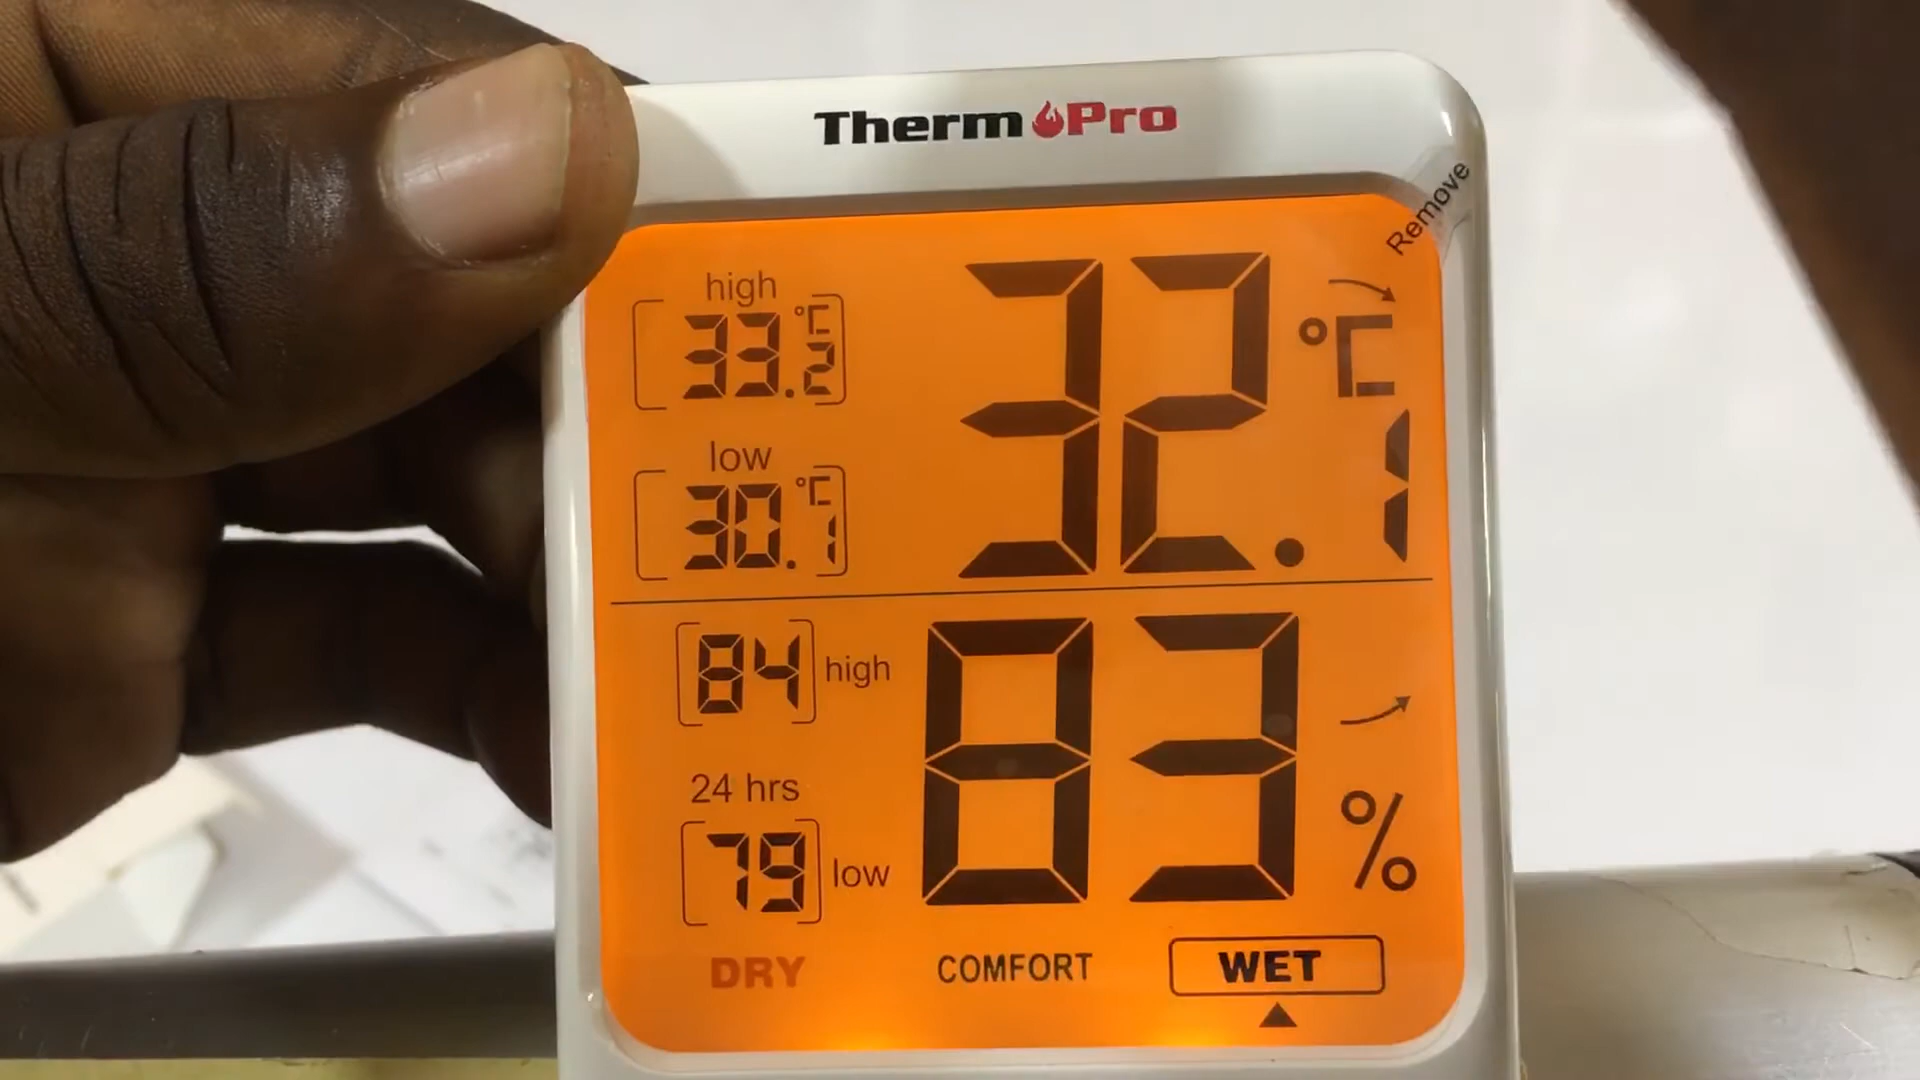 ThermPro
Remove
high
33.2 °C
low
30.1 °C
32.1 °C
84 high
24 hrs
79 low
83 %
DRY COMFORT WET